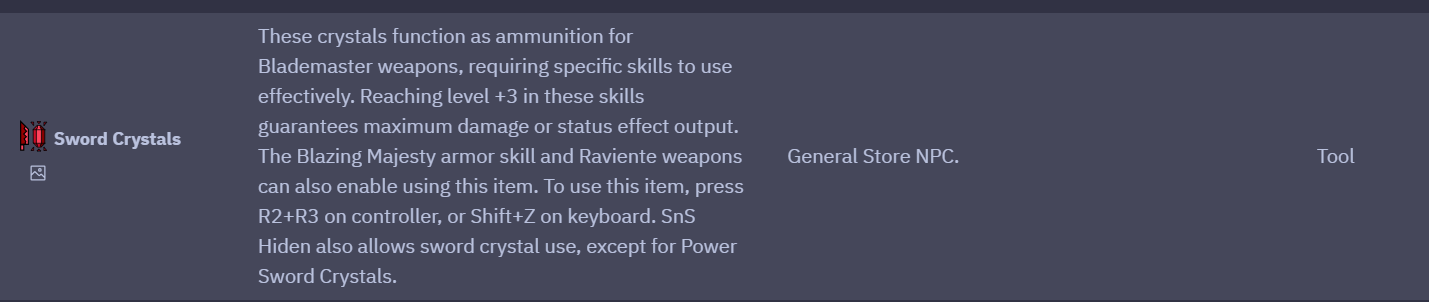 These crystals function as ammunition for
Blademaster weapons, requiring specific skills to use
effectively. Reaching level +3 in these skills
guarantees maximum damage or status effect output.
Sword Crystals
The Blazing Majesty armor skill and Raviente weapons
General Store NPC.
Tool
can also enable using this item. To use this item, press
R2+R3 on controller, or Shift+Z on keyboard. SnS
Hiden also allows sword crystal use, except for Power
Sword Crystals.